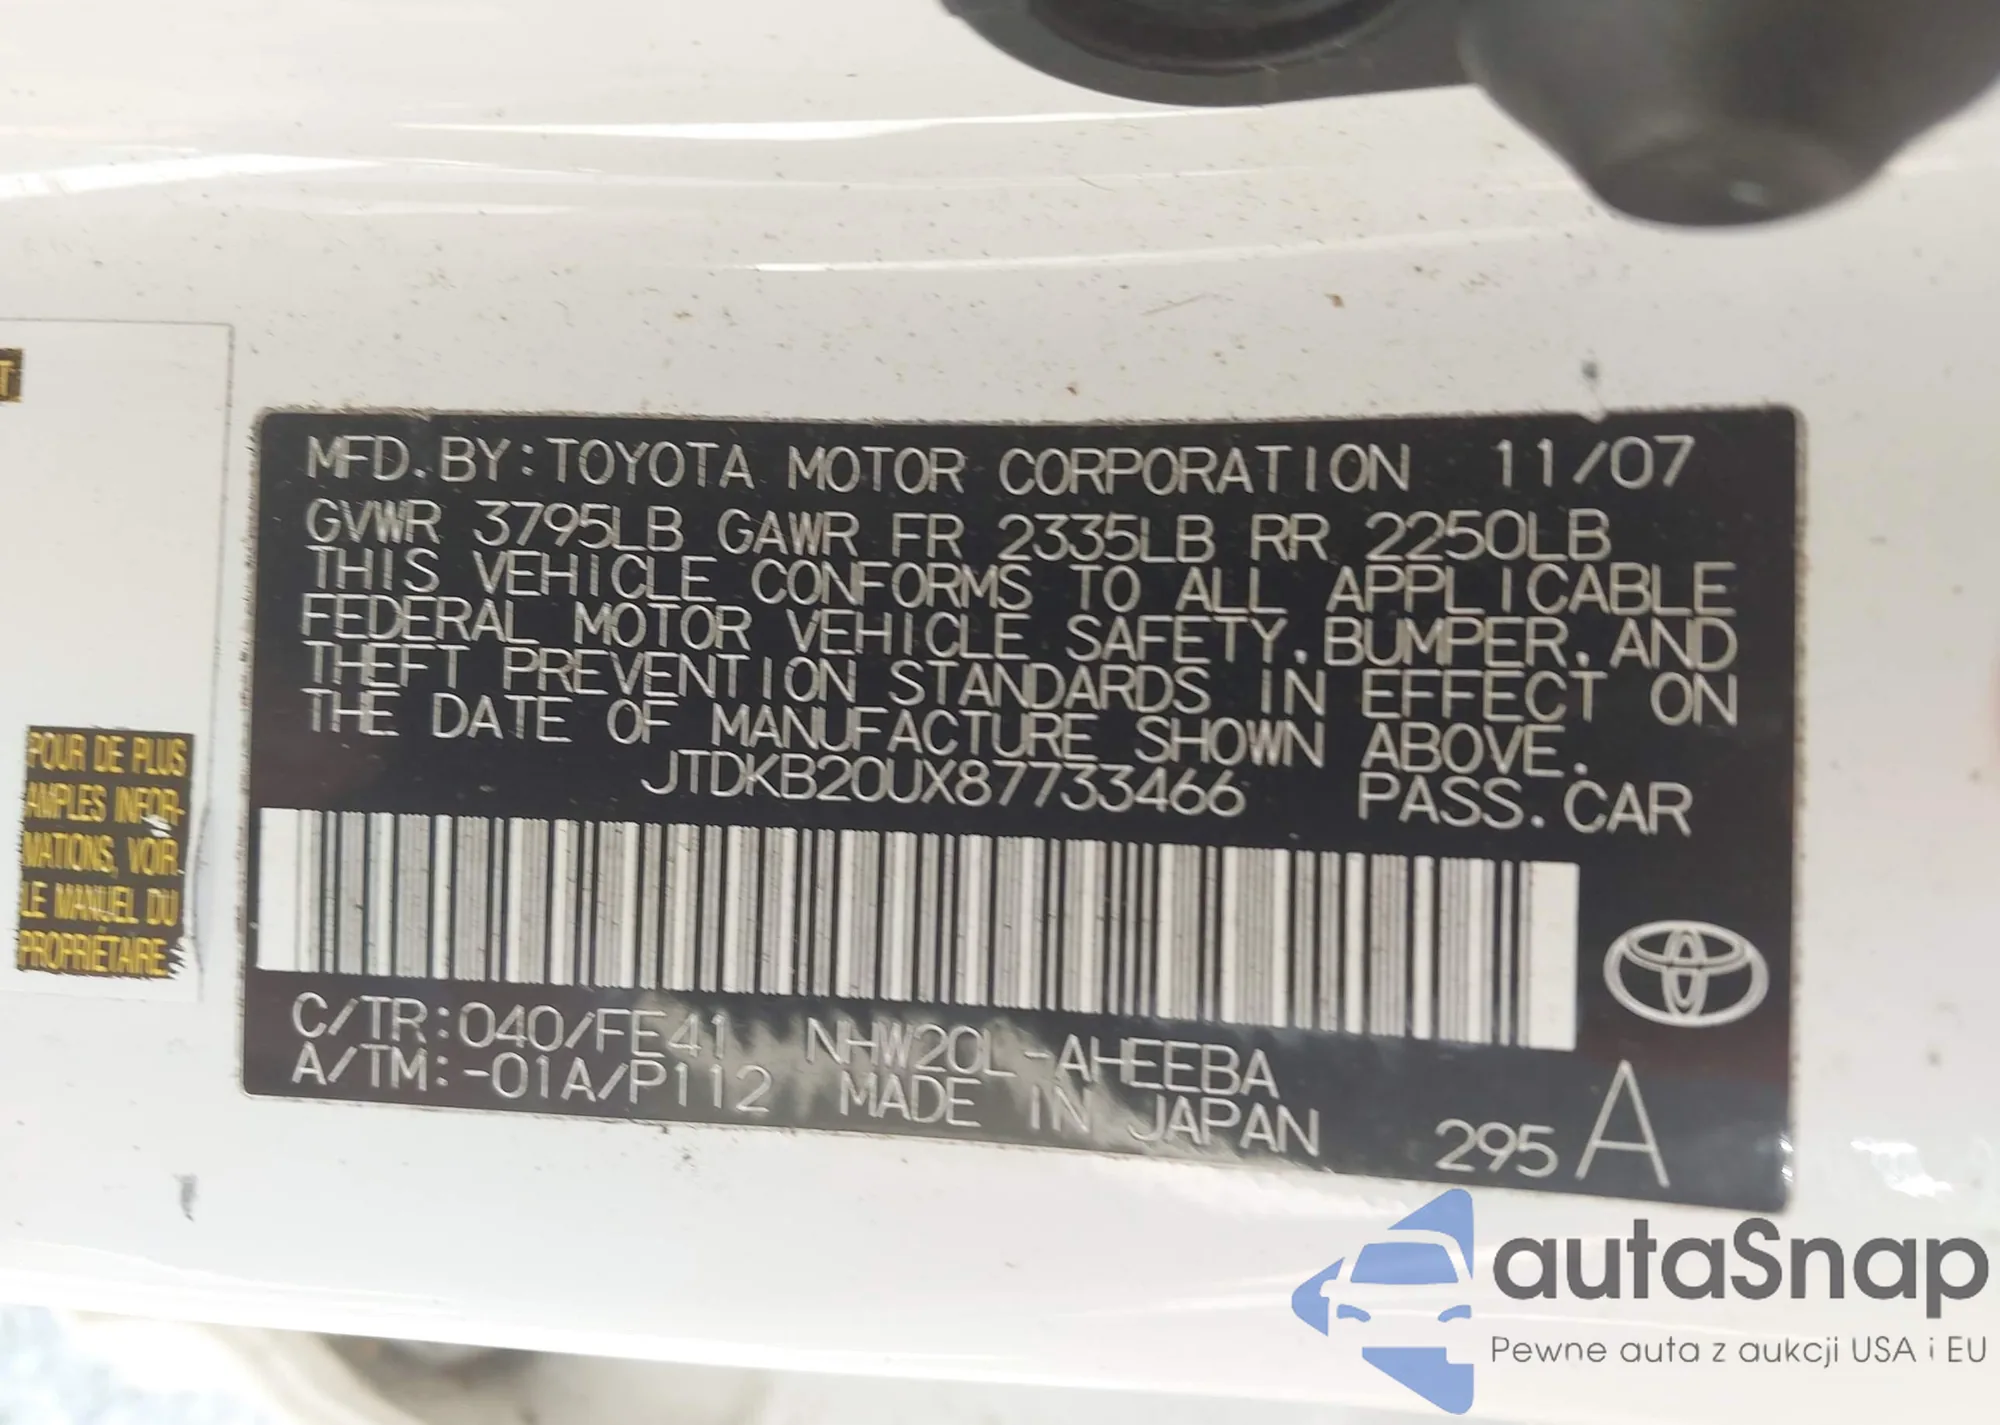 MFD.BY:TOYOTA MOTOR CORPORATION 11/07
GVWR 3795LB GAWR FR 2335LB RR 2250LB
THIS VEHICLE CONFORMS TO ALL APPLICABLE
FEDERAL MOTOR VEHICLE SAFETY,BUMPER,AND
THEFT PREVENTION STANDARDS IN EFFECT ON
THE DATE OF MANUFACTURE SHOWN ABOVE.
JTDKB20UX87733466 PASS.CAR
C/TR:040/FE41 NHW20L-AHEEBA
A/TM:-01A/P112 MADE IN JAPAN 295 A
T
POUR DE PLUS
AMPLES INFOR-
MATIONS, VOIR
LE MANUEL DU
PROPRIÉTAIRE.
autaSnap
Pewne auta z aukcji USA i EU